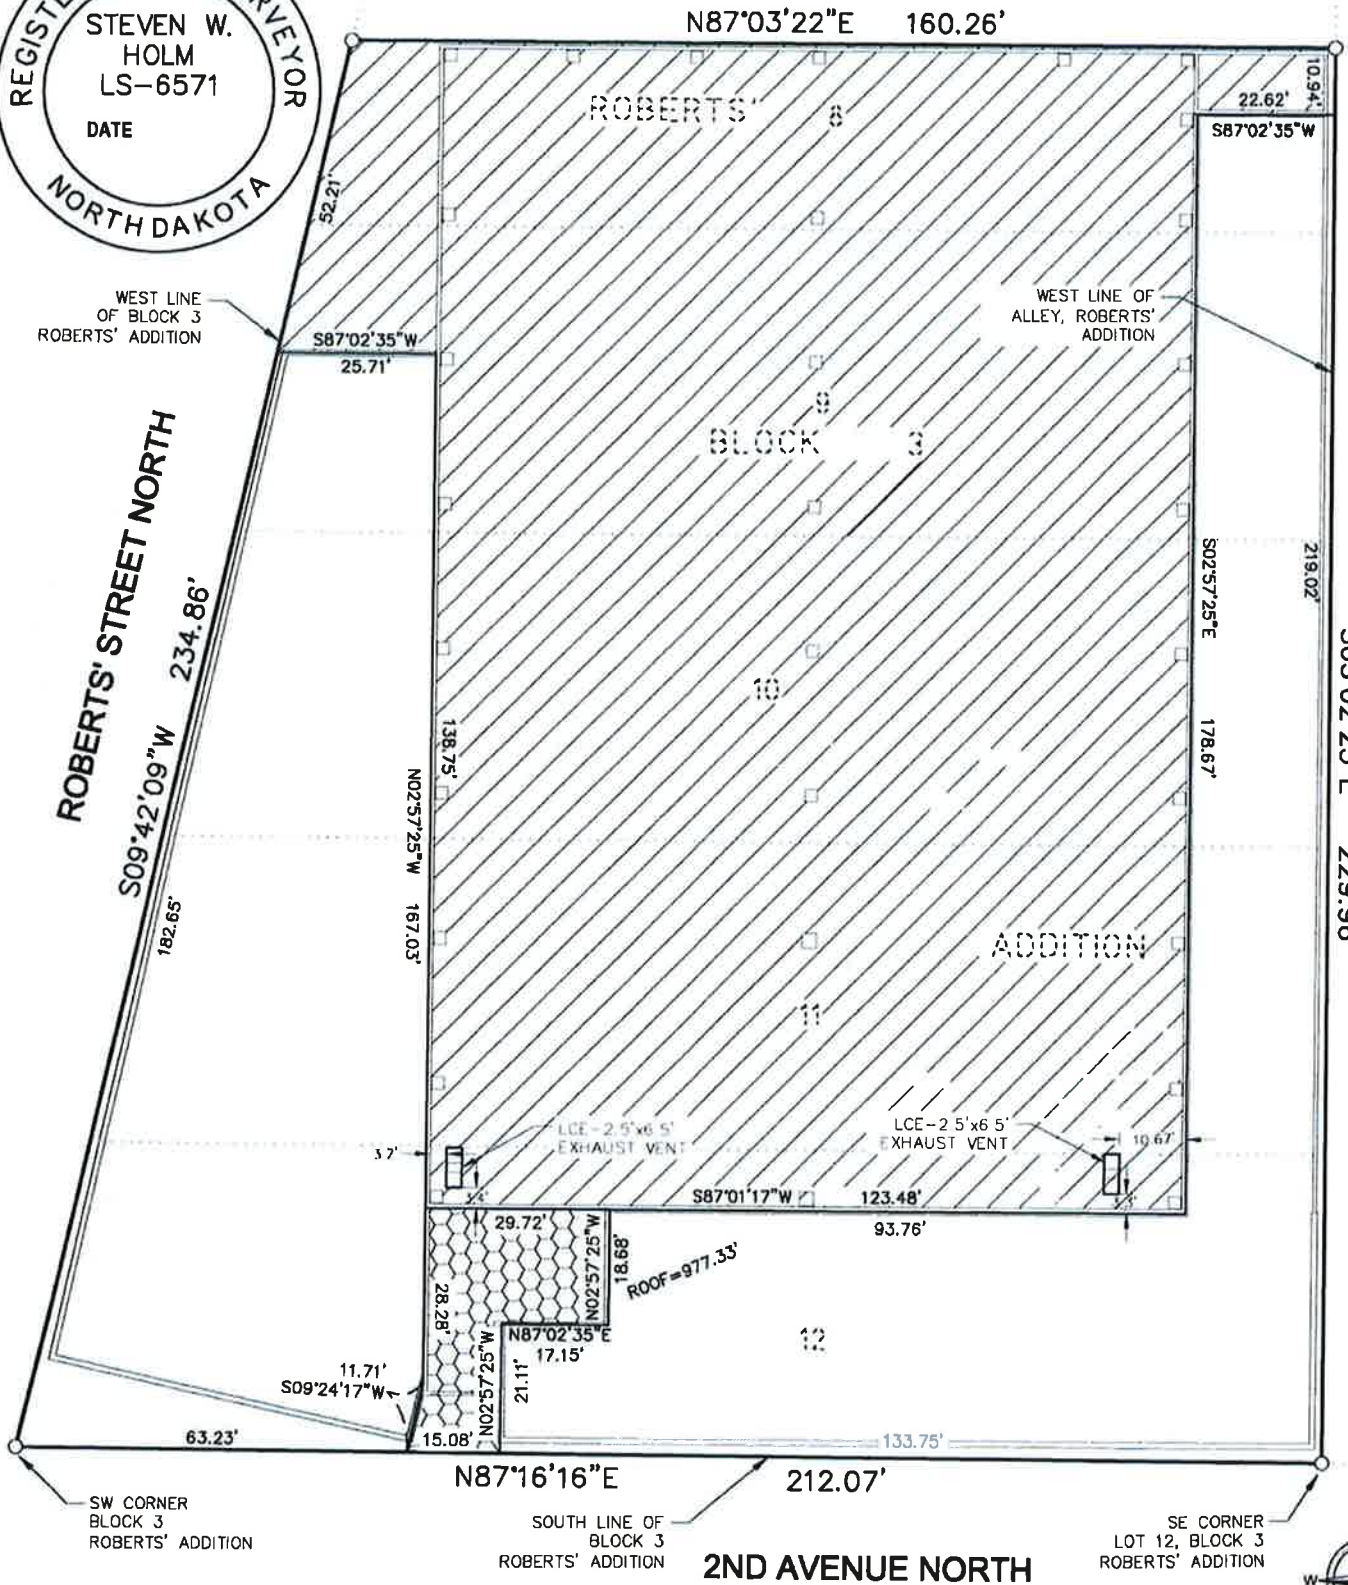 STEVEN W.
HOLM
LS-6571
DATE
NORTH DAKOTA
N87°03'22"E 160.26'
10.94'
22.62'
S87°02'35"W
ROBERTS'
8
52.21'
WEST LINE
OF BLOCK 3
ROBERTS' ADDITION
S87°02'35"W
25.71'
WEST LINE OF
ALLEY, ROBERTS'
ADDITION
9
BLOCK 3
ROBERTS' STREET NORTH
S09°42'09"W 234.86'
182.65'
138.75'
N02°57'25"W 167.03'
10
S02°57'25"E 178.67'
219.02'
ADDITION
11
LCE-2.5'x6.5'
EXHAUST VENT
3.7'
LCE-2.5'x6.5'
EXHAUST VENT
10.67'
S87°01'17"W 123.48'
93.76'
29.72'
N02°57'25"W
18.68'
ROOF=977.33'
28.28'
N87°02'35"E
17.15'
N02°57'25"W
21.11'
12
11.71'
S09°24'17"W
63.23'
15.08'
133.75'
N87°16'16"E 212.07'
SW CORNER
BLOCK 3
ROBERTS' ADDITION
SOUTH LINE OF
BLOCK 3
ROBERTS' ADDITION
2ND AVENUE NORTH
SE CORNER
LOT 12, BLOCK 3
ROBERTS' ADDITION
W